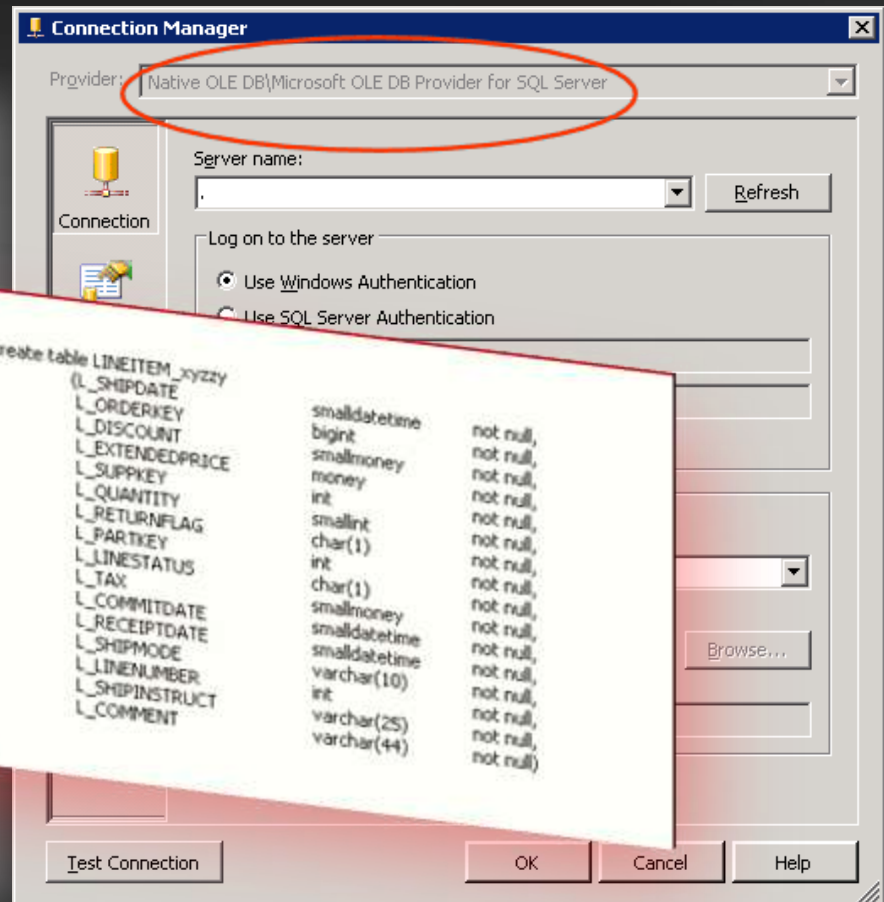 Connection Manager
Provider: Native OLE DB\Microsoft OLE DB Provider for SQL Server
Connection
Server name:
.
Refresh
Log on to the server
Use Windows Authentication
Use SQL Server Authentication
reate table LINEITEM_xyzzy
(L_SHIPDATE smalldatetime not null,
L_ORDERKEY bigint not null,
L_DISCOUNT smallmoney not null,
L_EXTENDEDPRICE money not null,
L_SUPPKEY int not null,
L_QUANTITY smallint not null,
L_RETURNFLAG char(1) not null,
L_PARTKEY int not null,
L_LINESTATUS char(1) not null,
L_TAX smallmoney not null,
L_COMMITDATE smalldatetime not null,
L_RECEIPTDATE smalldatetime not null,
L_SHIPMODE varchar(10) not null,
L_LINENUMBER int not null,
L_SHIPINSTRUCT varchar(25) not null,
L_COMMENT varchar(44) not null)
Browse...
Test Connection
OK
Cancel
Help